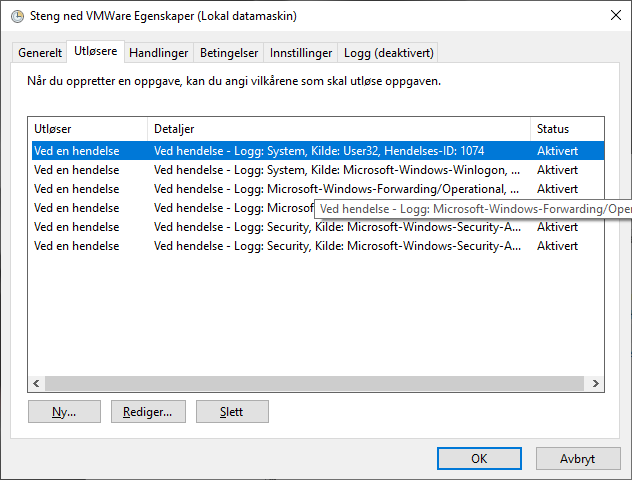 Steng ned VMWare Egenskaper (Lokal datamaskin)
Generelt Utløsere Handlinger Betingelser Innstillinger Logg (deaktivert)
Når du oppretter en oppgave, kan du angi vilkårene som skal utløse oppgaven.
Utløser Detaljer Status
Ved en hendelse Ved hendelse - Logg: System, Kilde: User32, Hendelses-ID: 1074 Aktivert
Ved en hendelse Ved hendelse - Logg: System, Kilde: Microsoft-Windows-Winlogon, ... Aktivert
Ved en hendelse Ved hendelse - Logg: Microsoft-Windows-Forwarding/Operational, ... Aktivert
Ved en hendelse Ved hendelse - Logg: Microsof
Ved hendelse - Logg: Microsoft-Windows-Forwarding/Oper
Ved en hendelse Ved hendelse - Logg: Security, Kilde: Microsoft-Windows-Security-A... Aktivert
Ved en hendelse Ved hendelse - Logg: Security, Kilde: Microsoft-Windows-Security-A... Aktivert
Ny... Rediger... Slett
OK Avbryt